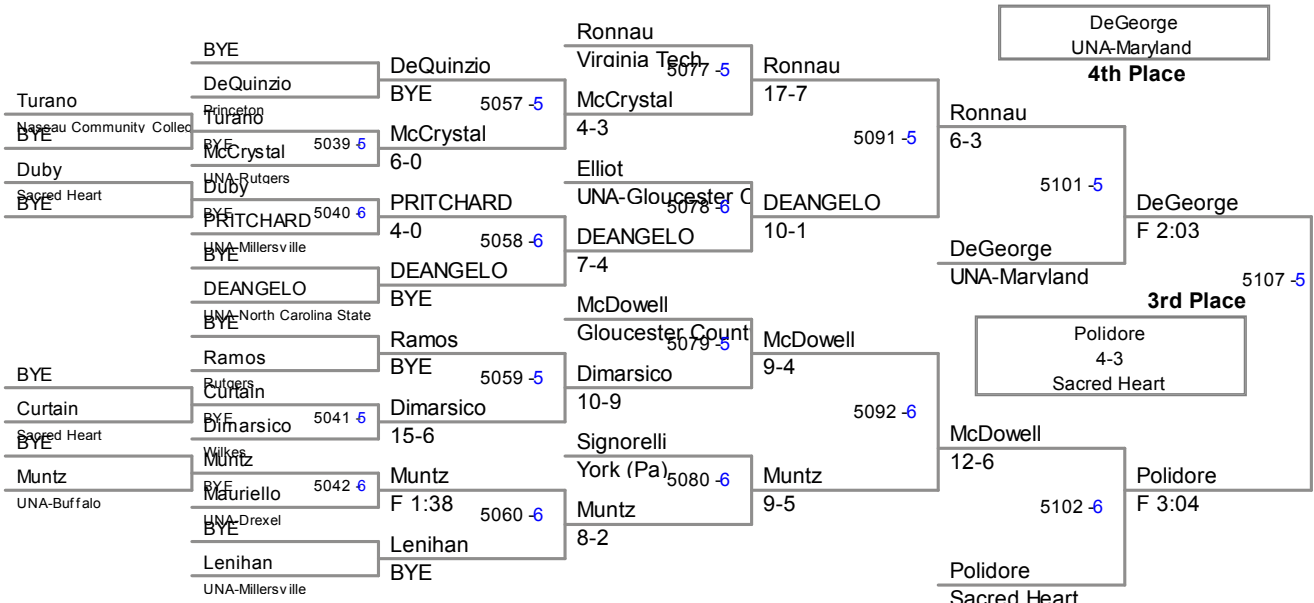 Turano
Nassau Community Colleg
BYE
Duby
Sacred Heart
BYE
BYE
Curtain
Sacred Heart
BYE
Muntz
UNA-Buffalo
BYE
DeQuinzio
Princeton
Turano
BYE
5039 -5
McCrystal
UNA-Rutgers
Duby
BYE
5040 -6
PRITCHARD
UNA-Millersville
BYE
DEANGELO
UNA-North Carolina State
BYE
Ramos
Rutgers
Curtain
BYE
5041 -5
Dimarsico
Wilkes
Muntz
BYE
5042 -6
Mauriello
UNA-Drexel
BYE
Lenihan
UNA-Millersville
DeQuinzio
BYE
5057 -5
McCrystal
6-0
PRITCHARD
4-0
5058 -6
DEANGELO
BYE
Ramos
BYE
5059 -5
Dimarsico
15-6
Muntz
F 1:38
5060 -6
Lenihan
BYE
Ronnau
Virginia Tech
5077 -5
McCrystal
4-3
Elliot
UNA-Gloucester C
5078 -6
DEANGELO
7-4
McDowell
Gloucester Count
5079 -5
Dimarsico
10-9
Signorelli
York (Pa)
5080 -6
Muntz
8-2
Ronnau
17-7
5091 -5
DEANGELO
10-1
McDowell
9-4
5092 -6
Muntz
9-5
Ronnau
6-3
5101 -5
DeGeorge
UNA-Maryland
McDowell
12-6
5102 -6
Polidore
Sacred Heart
DeGeorge
F 2:03
5107 -5
Polidore
F 3:04
DeGeorge
UNA-Maryland
4th Place
3rd Place
Polidore
4-3
Sacred Heart